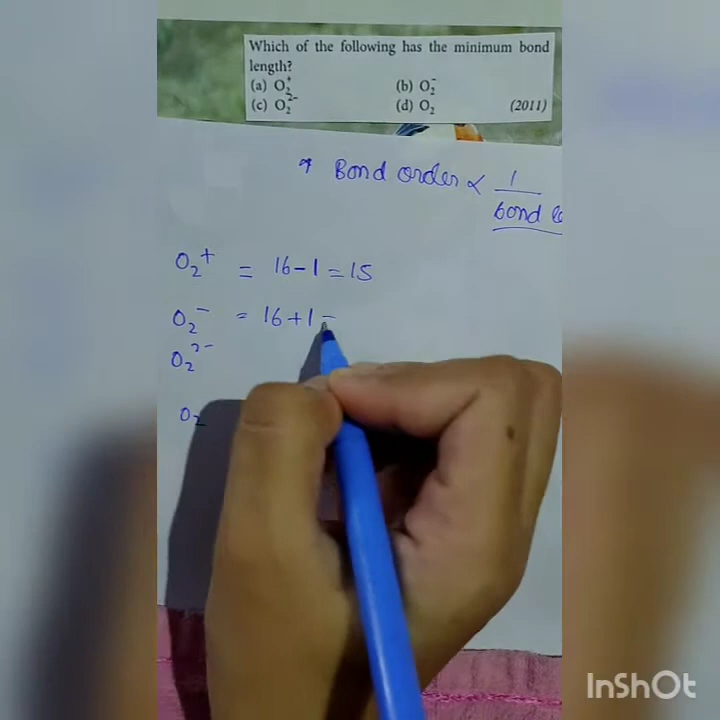 Which of the following has the minimum bond
length?
(a) O₂⁺ (b) O₂⁻
(c) O₂²⁻ (d) O₂ (2011)
* Bond order ∝ 1
bond le
O₂⁺ = 16-1=15
O₂⁻ = 16+1=
O₂²⁻
O₂
InShOt